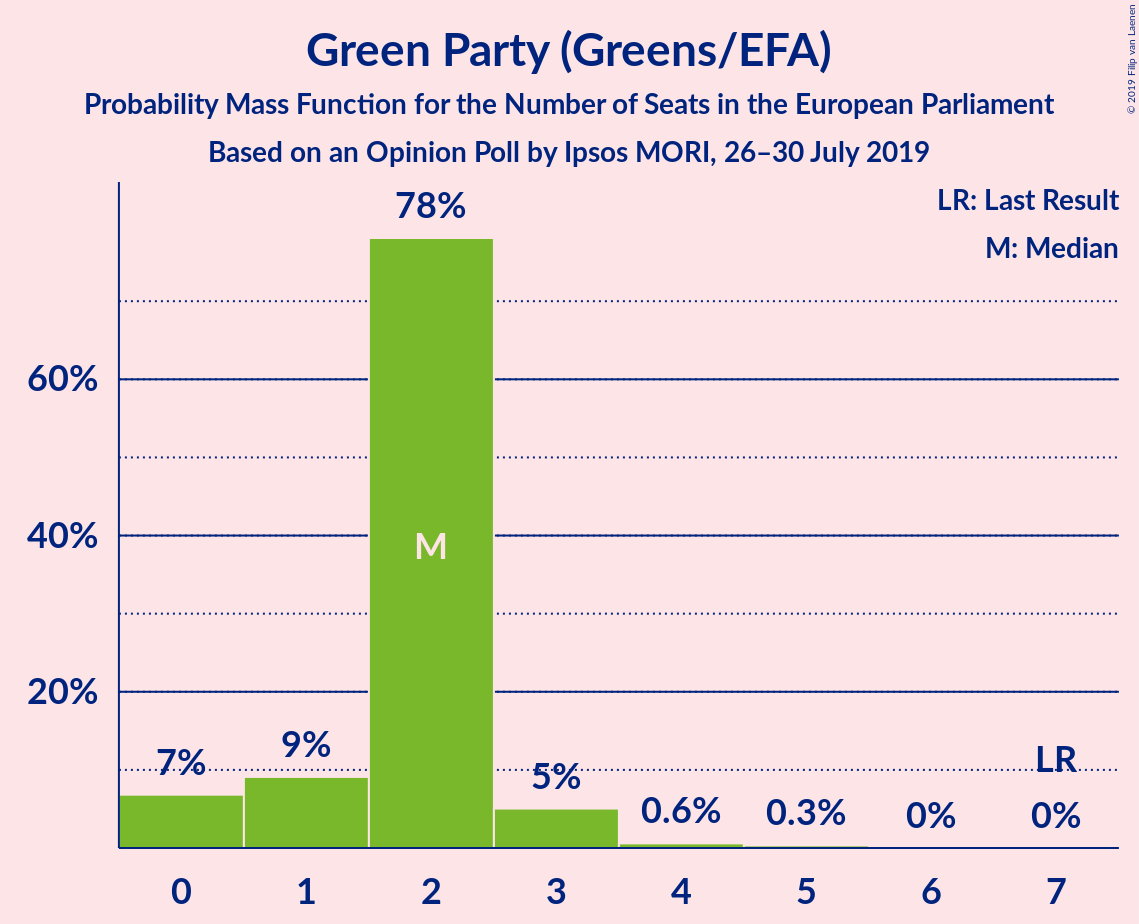 Green Party (Greens/EFA)
Probability Mass Function for the Number of Seats in the European Parliament
Based on an Opinion Poll by Ipsos MORI, 26–30 July 2019
© 2019 Filip van Laenen
LR: Last Result
M: Median
78%
60%
40%
M
20%
7%
9%
5%
0.6%
0.3%
0%
LR
0%
0 1 2 3 4 5 6 7